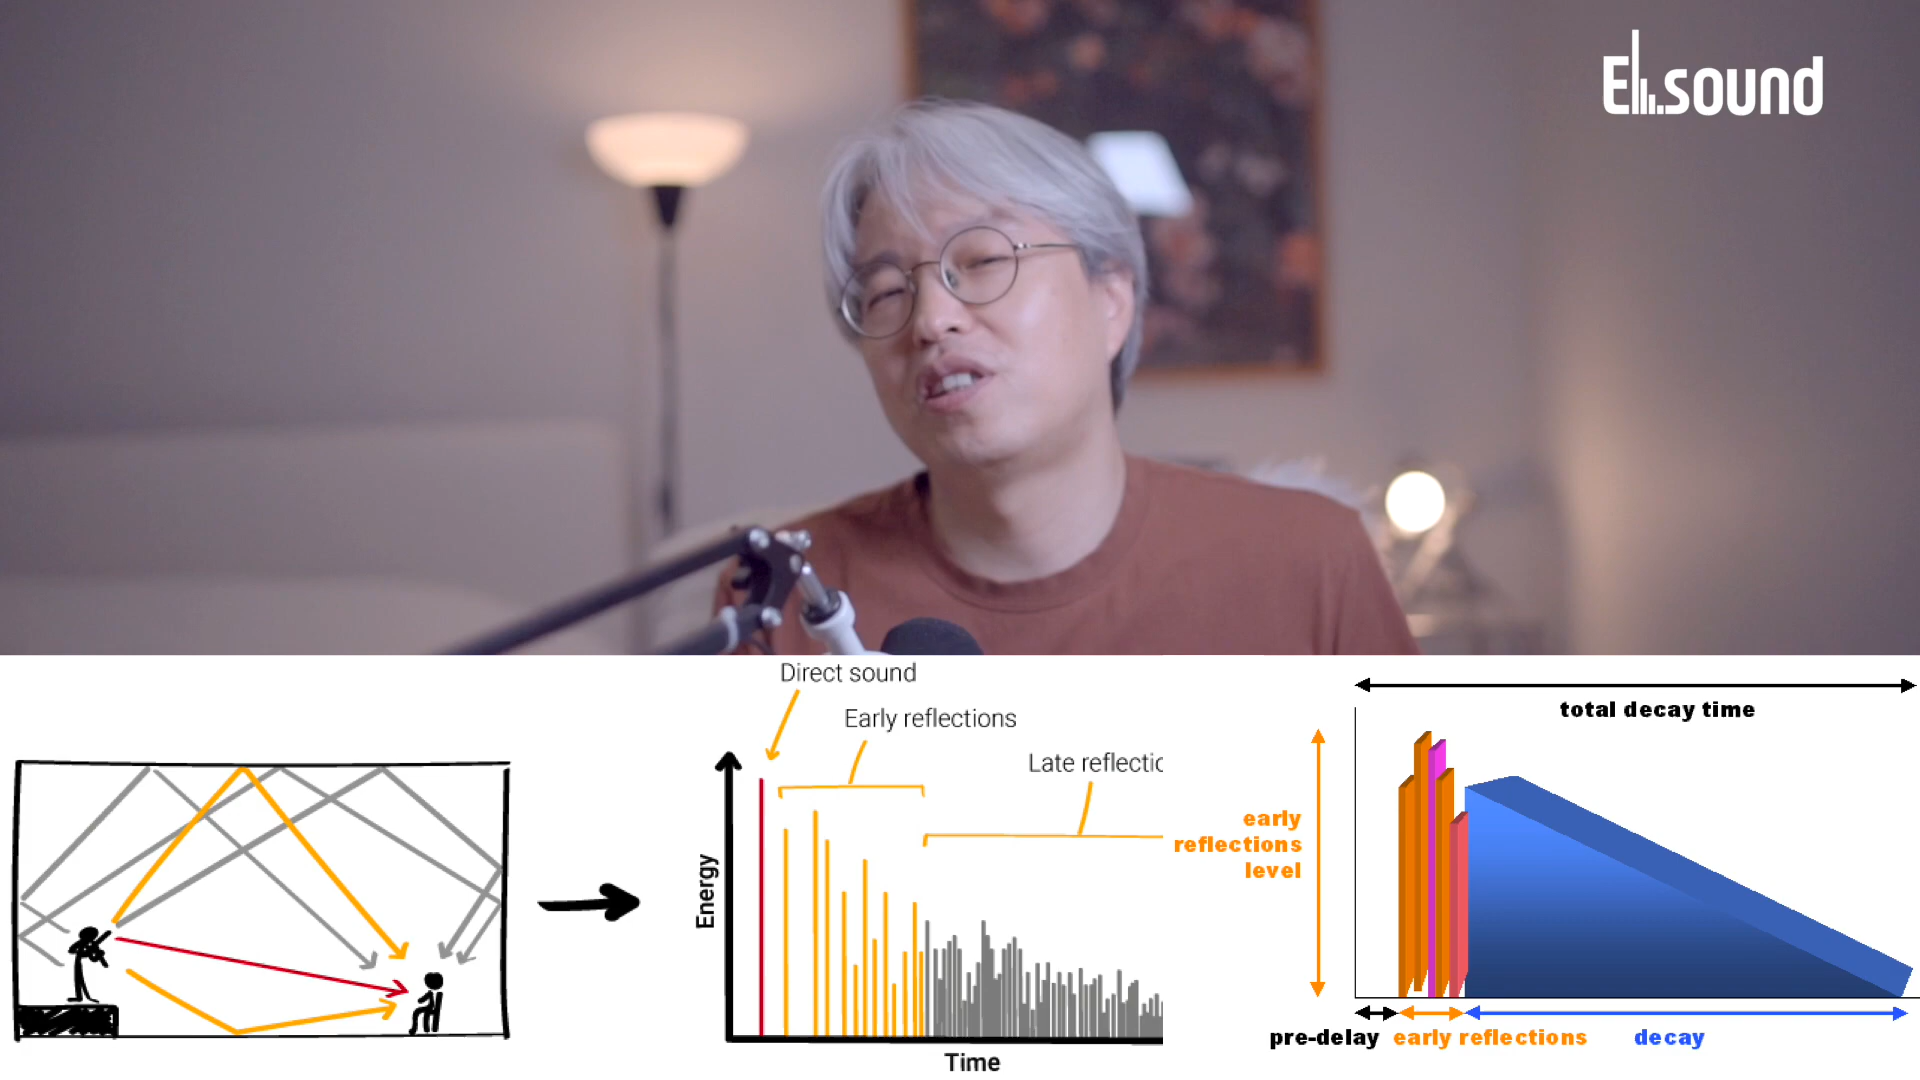 El.sound
Direct sound
Early reflections
Late reflectic
Energy
Time
total decay time
early
reflections
level
pre-delay
early reflections
decay